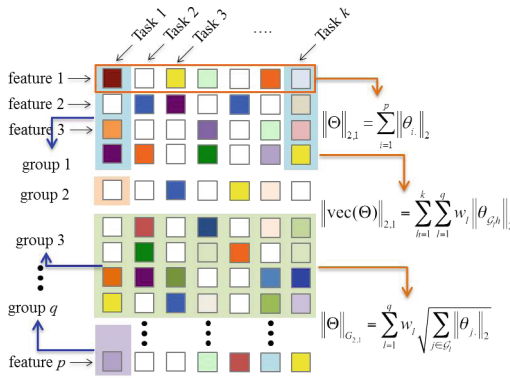 Task 1
Task 2
Task 3
....
Task k
feature 1
feature 2
feature 3
group 1
group 2
group 3
group q
feature p
‖Θ‖_{2,1} = ∑_{i=1}^{p} ‖θ_{i.}‖_2
‖vec(Θ)‖_{2,1} = ∑_{h=1}^{k} ∑_{l=1}^{q} w_l ‖θ_{𝒢_l h}‖
‖Θ‖_{G_{2,1}} = ∑_{l=1}^{q} w_l √(∑_{j∈𝒢_l} ‖θ_{j.}‖_2)